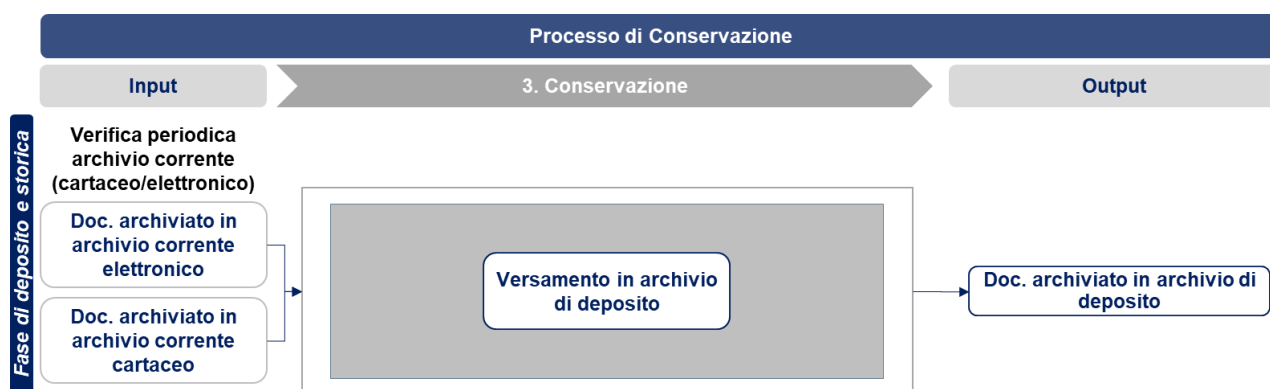 Processo di Conservazione
Input
3. Conservazione
Output
Fase di deposito e storica
Verifica periodica
archivio corrente
(cartaceo/elettronico)
Doc. archiviato in
archivio corrente
elettronico
Doc. archiviato in
archivio corrente
cartaceo
Versamento in archivio
di deposito
Doc. archiviato in archivio di
deposito